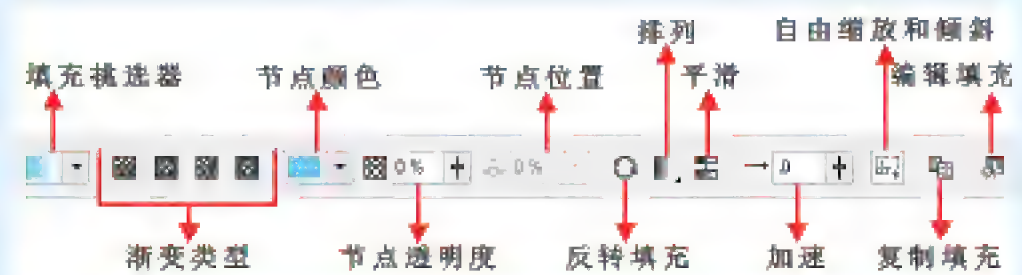 排列 自由缩放和倾斜
填充挑选器 节点颜色 节点位置 平滑 编辑填充
0% 0% .0
渐变类型 节点透明度 反转填充 加速 复制填充